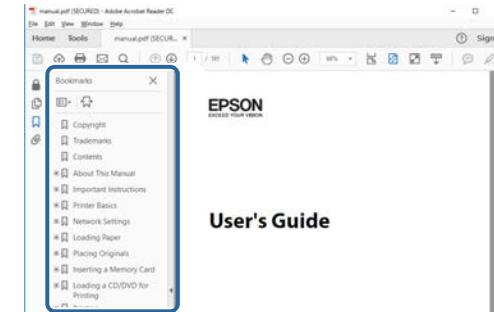 manual.pdf (SECURED) - Adobe Acrobat Reader DC
File Edit View Window Help
Home Tools manual.pdf (SECUR... ×
Sign
1 / 181
Bookmarks
Copyright
Trademarks
Contents
About This Manual
Important Instructions
Printer Basics
Network Settings
Loading Paper
Placing Originals
Inserting a Memory Card
Loading a CD/DVD for
Printing
EPSON
EXCEED YOUR VISION
User's Guide